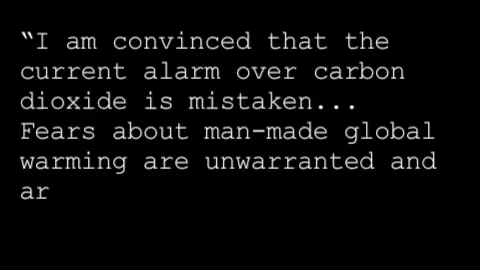 “I am convinced that the
current alarm over carbon
dioxide is mistaken...
Fears about man-made global
warming are unwarranted and
ar